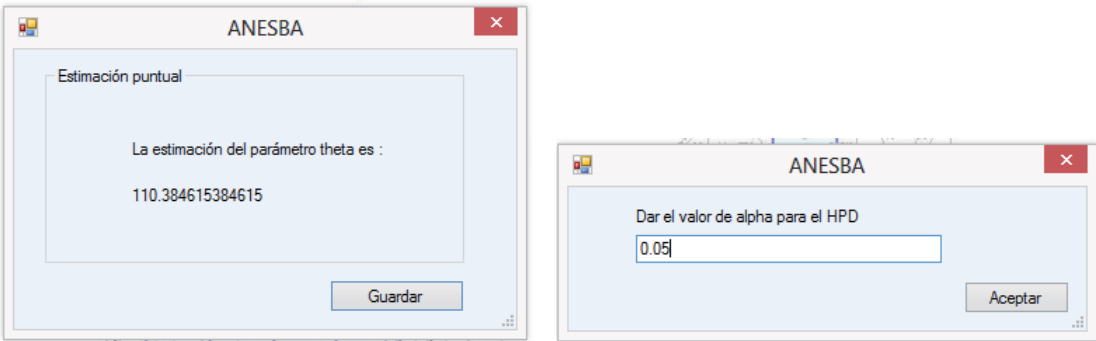 ANESBA
Estimación puntual
La estimación del parámetro theta es :
110.384615384615
Guardar
ANESBA
Dar el valor de alpha para el HPD
0.05
Aceptar